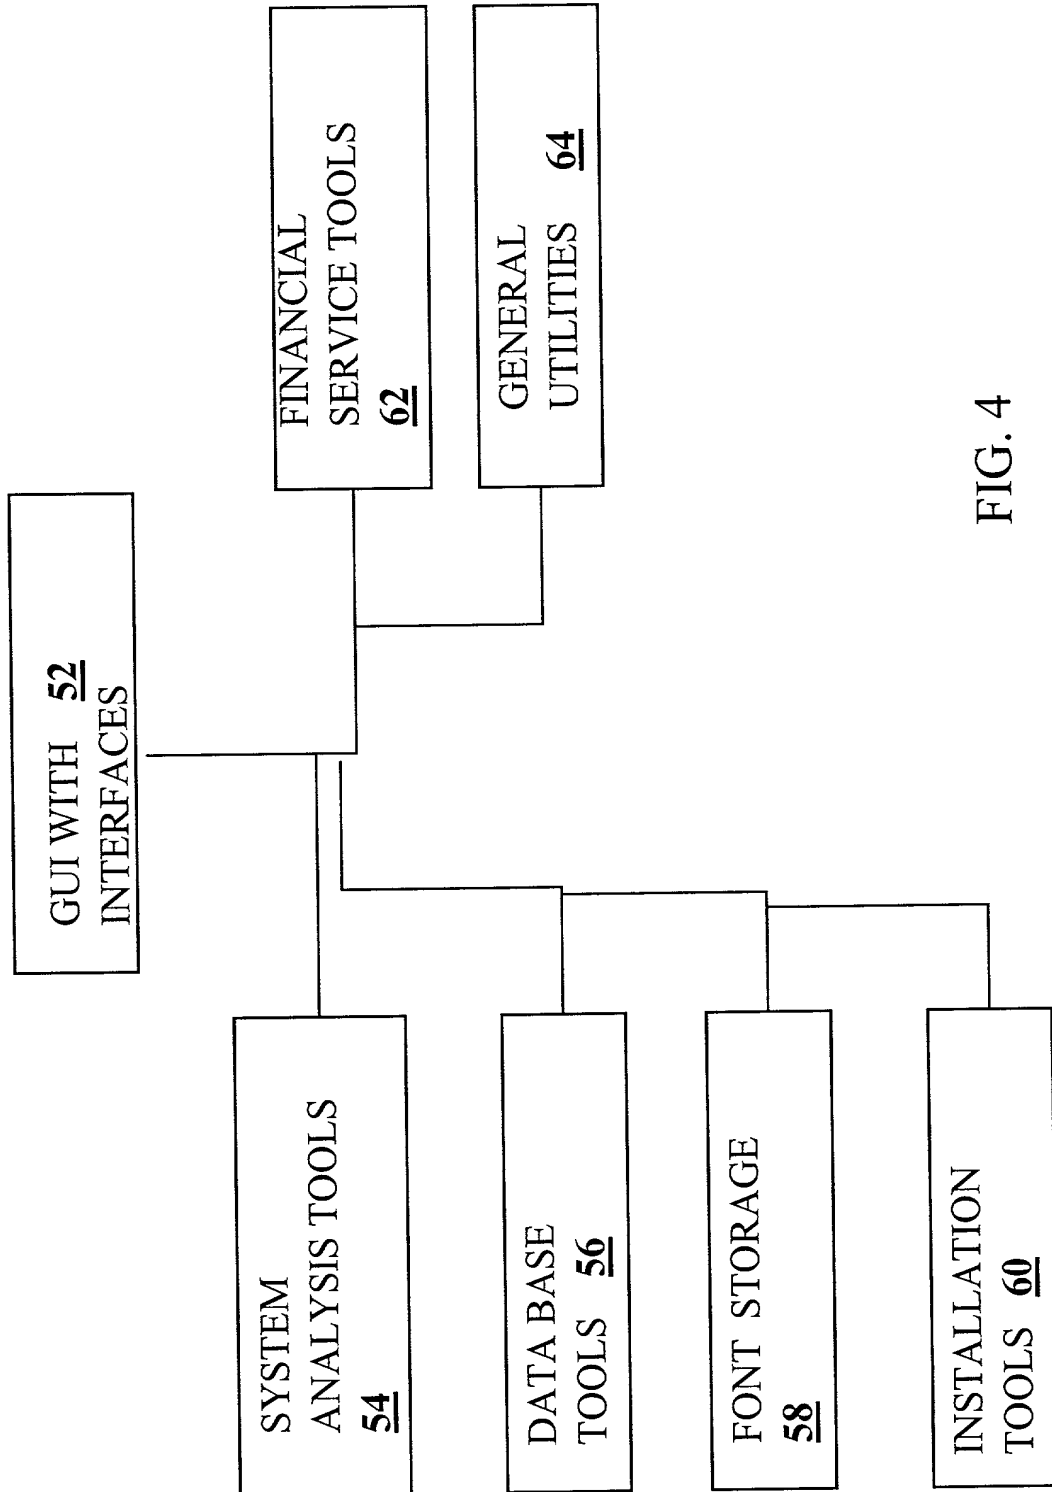 GUI WITH 52
INTERFACES
SYSTEM
ANALYSIS TOOLS
54
DATA BASE
TOOLS 56
FONT STORAGE
58
INSTALLATION
TOOLS 60
FINANCIAL
SERVICE TOOLS
62
GENERAL
UTILITIES 64
FIG. 4